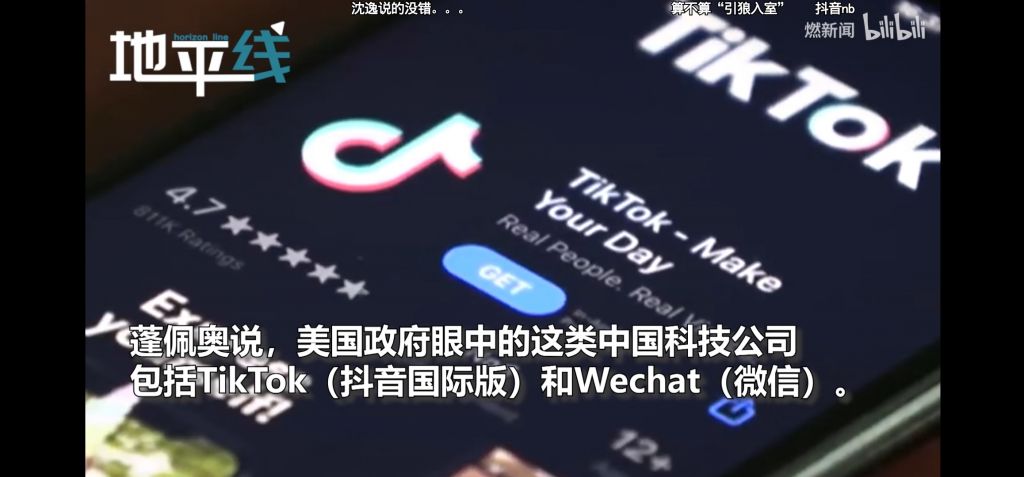 沈逸说的没错。。。
算不算“引狼入室”
抖音nb
燃新闻 bilibili
horizon line
地平线
TikTok
TikTok - Make
Your Day
Real People. Real
4.7★★★★★
811K Ratings
GET
12+
蓬佩奥说，美国政府眼中的这类中国科技公司
包括TikTok（抖音国际版）和Wechat（微信）。